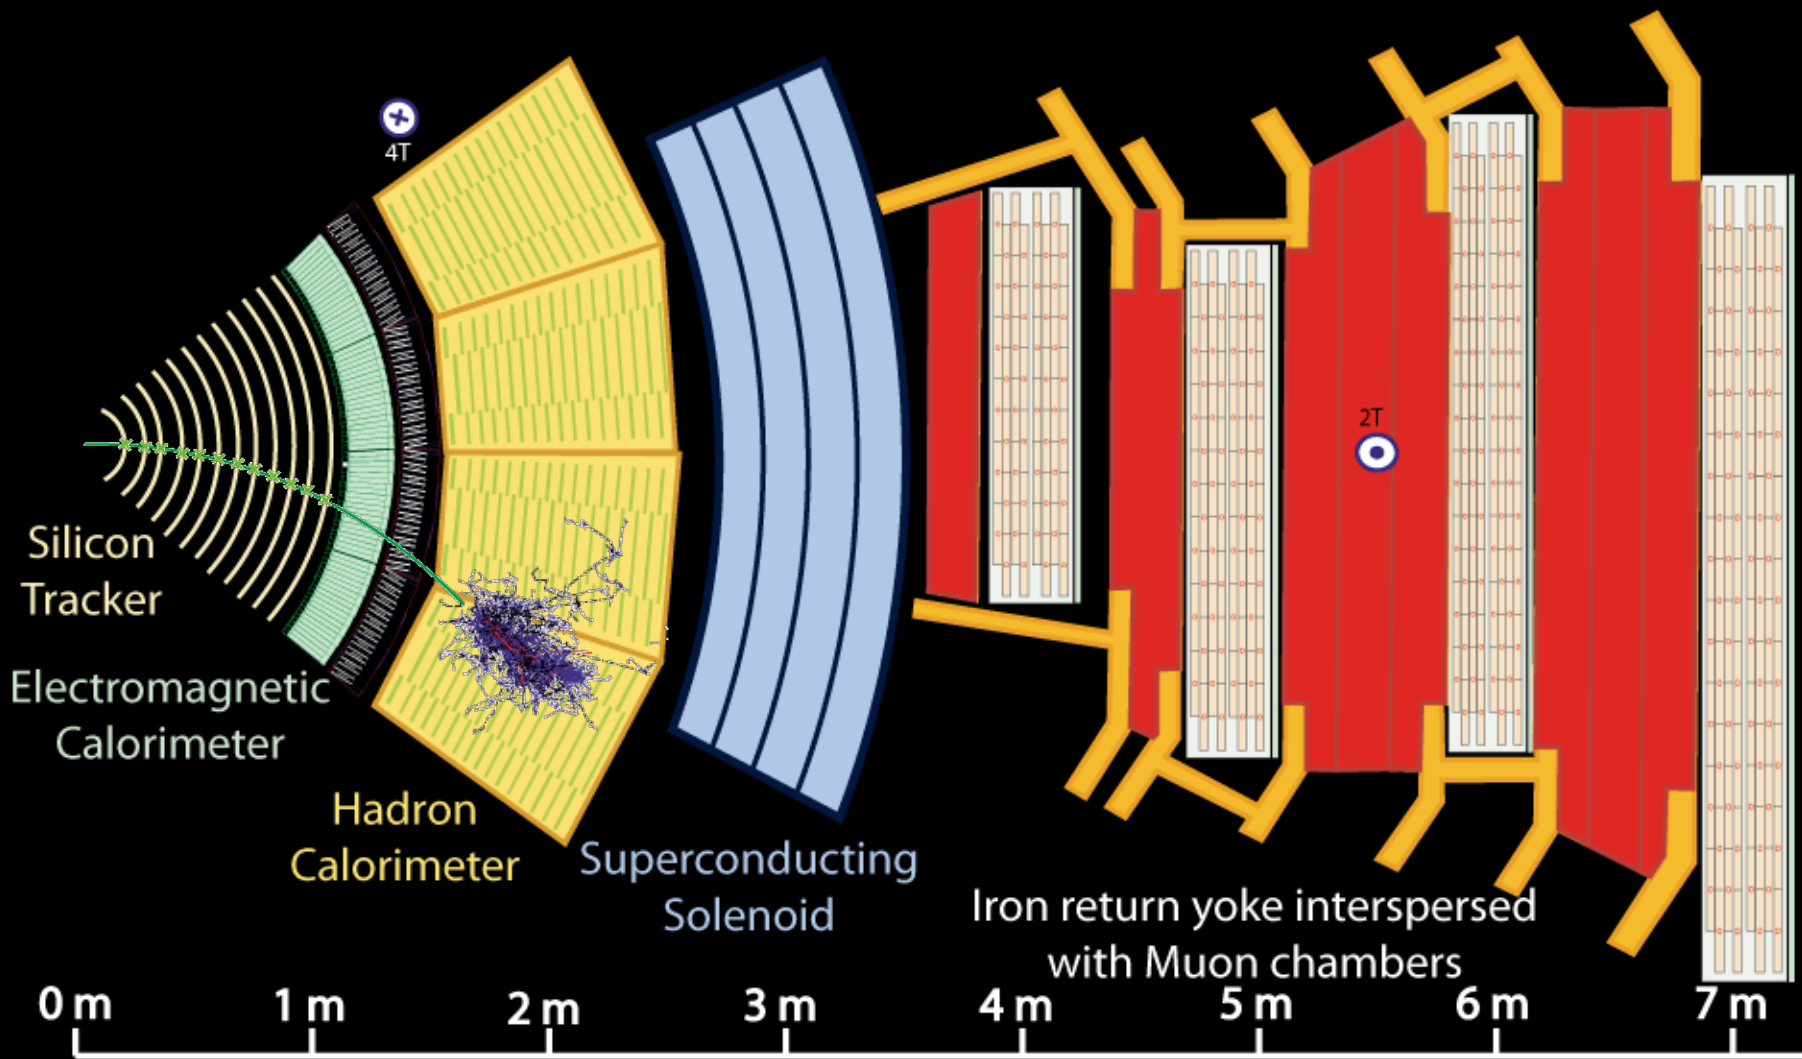 4T
2T
Silicon
Tracker
Electromagnetic
Calorimeter
Hadron
Calorimeter
Superconducting
Solenoid
Iron return yoke interspersed
with Muon chambers
0 m 1 m 2 m 3 m 4 m 5 m 6 m 7 m